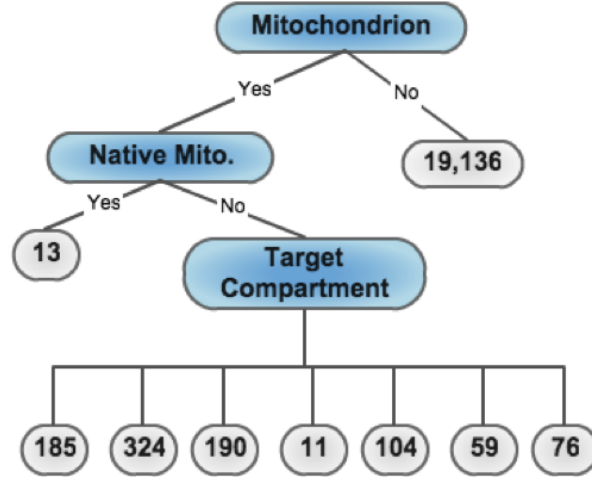 Mitochondrion
Yes
No
Native Mito.
19,136
Yes
No
13
Target
Compartment
185
324
190
11
104
59
76